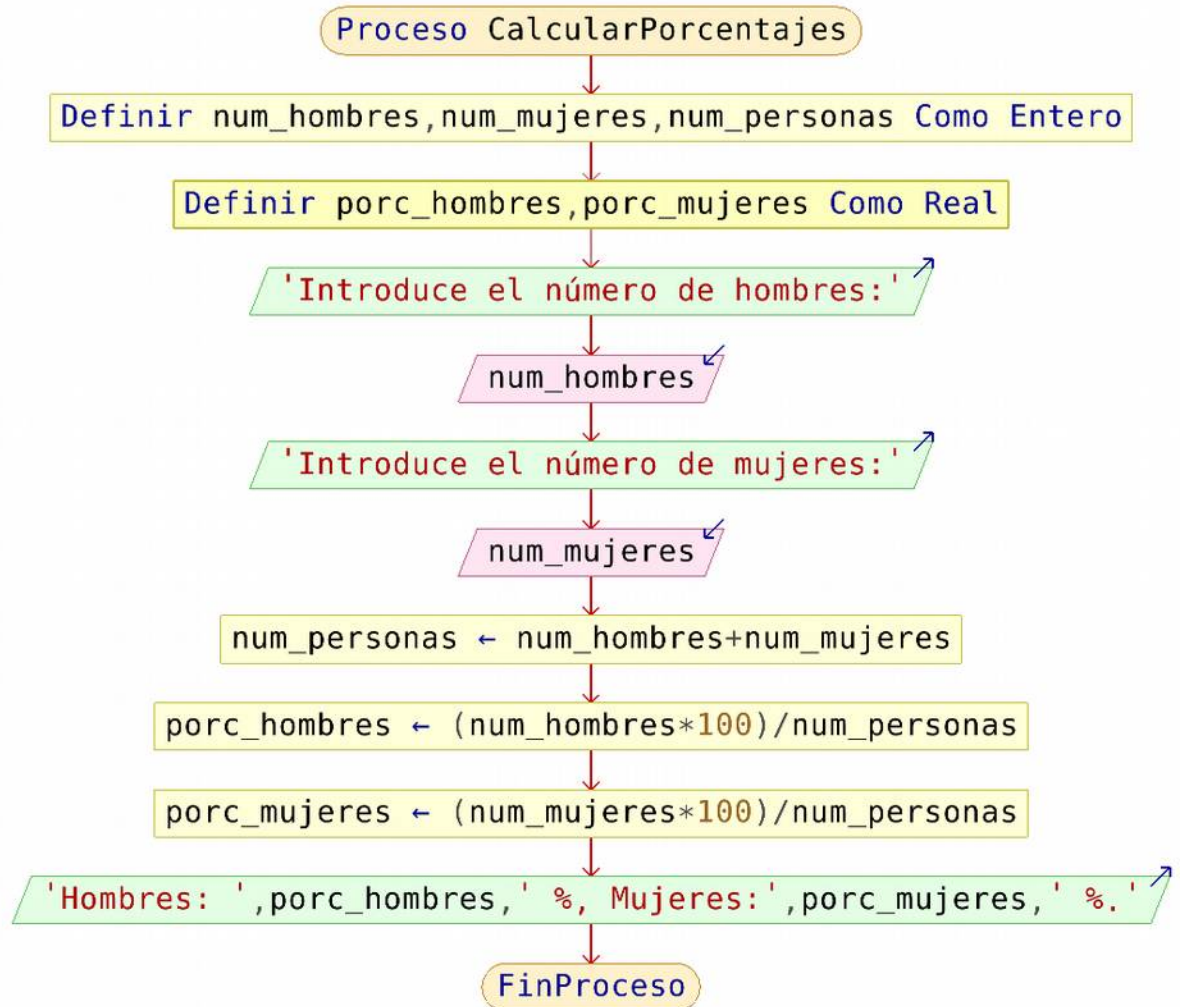 Proceso CalcularPorcentajes
Definir num_hombres,num_mujeres,num_personas Como Entero
Definir porc_hombres,porc_mujeres Como Real
'Introduce el número de hombres:'
num_hombres
'Introduce el número de mujeres:'
num_mujeres
num_personas ← num_hombres+num_mujeres
porc_hombres ← (num_hombres*100)/num_personas
porc_mujeres ← (num_mujeres*100)/num_personas
'Hombres: ',porc_hombres,' %, Mujeres:',porc_mujeres,' %.'
FinProceso